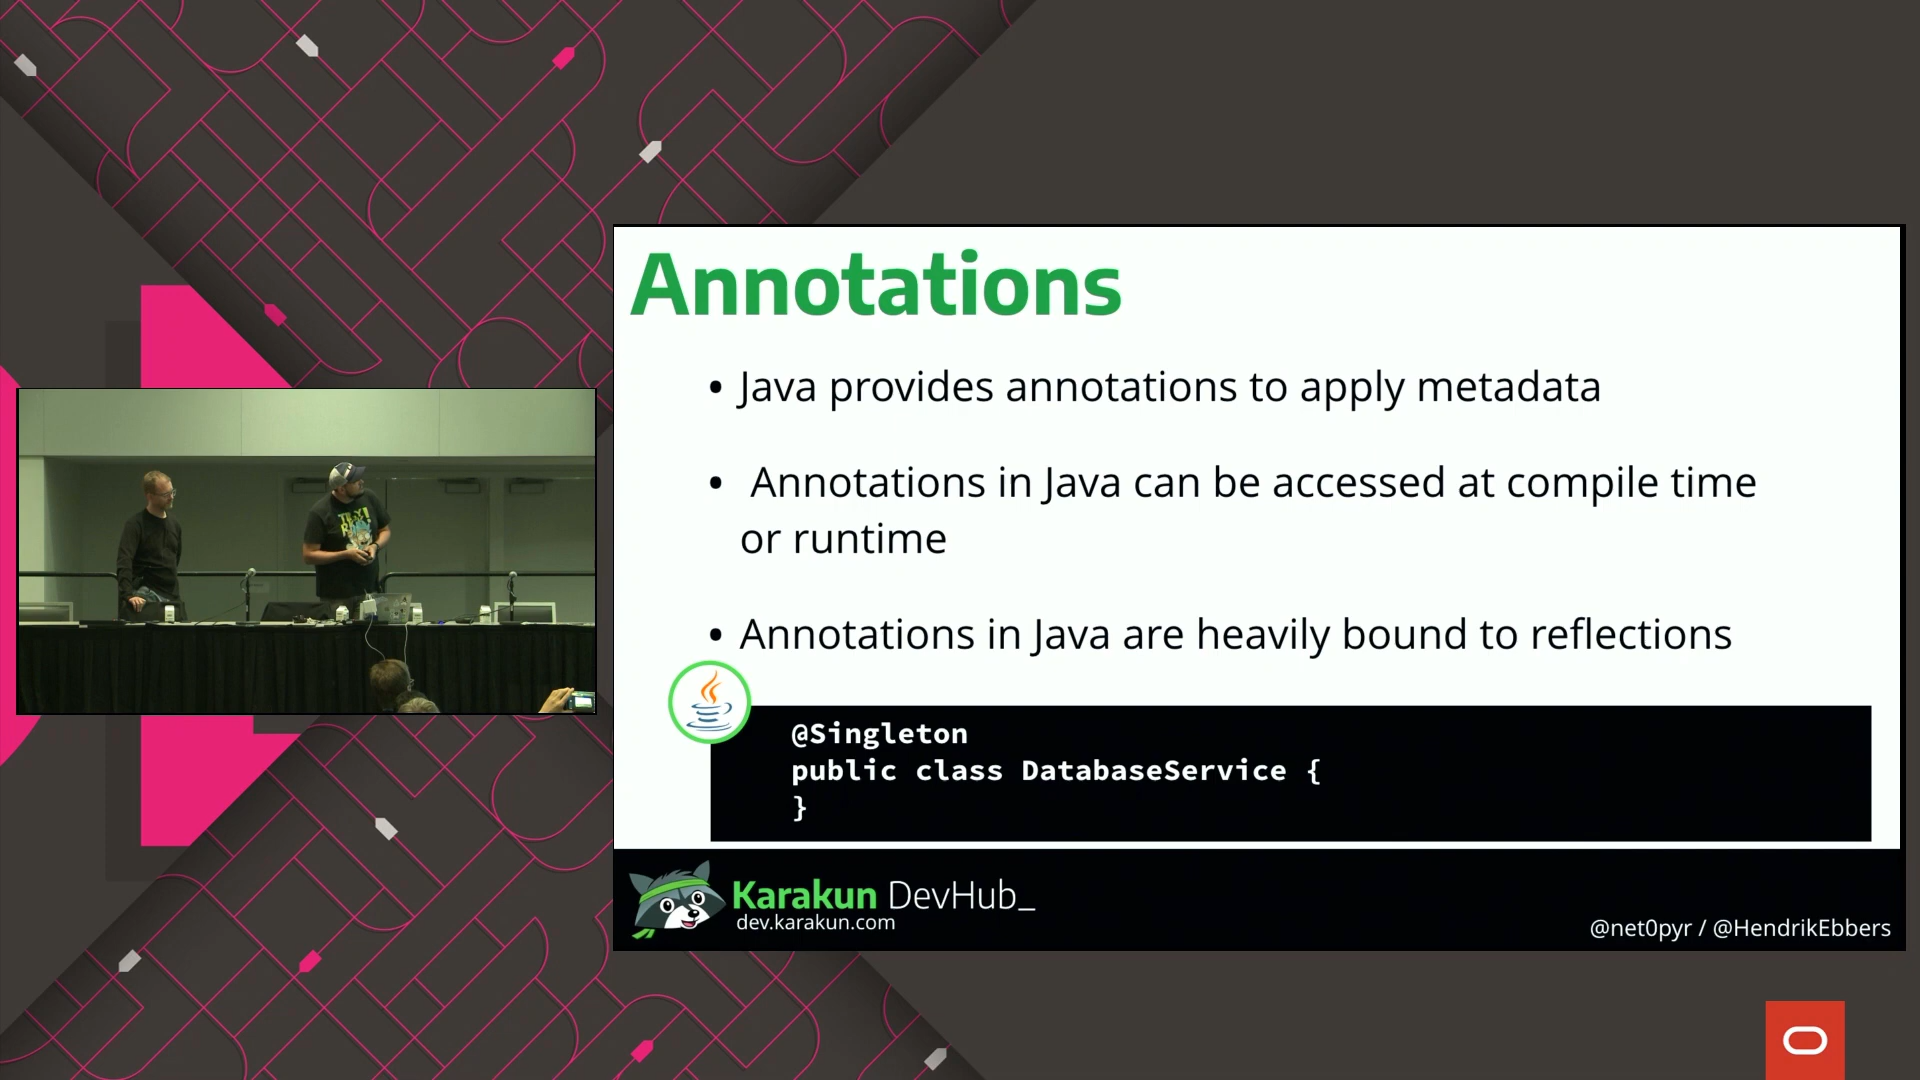 Annotations
• Java provides annotations to apply metadata
• Annotations in Java can be accessed at compile time
or runtime
• Annotations in Java are heavily bound to reflections
@Singleton
public class DatabaseService {
}
Karakun DevHub_
dev.karakun.com
@net0pyr / @HendrikEbbers